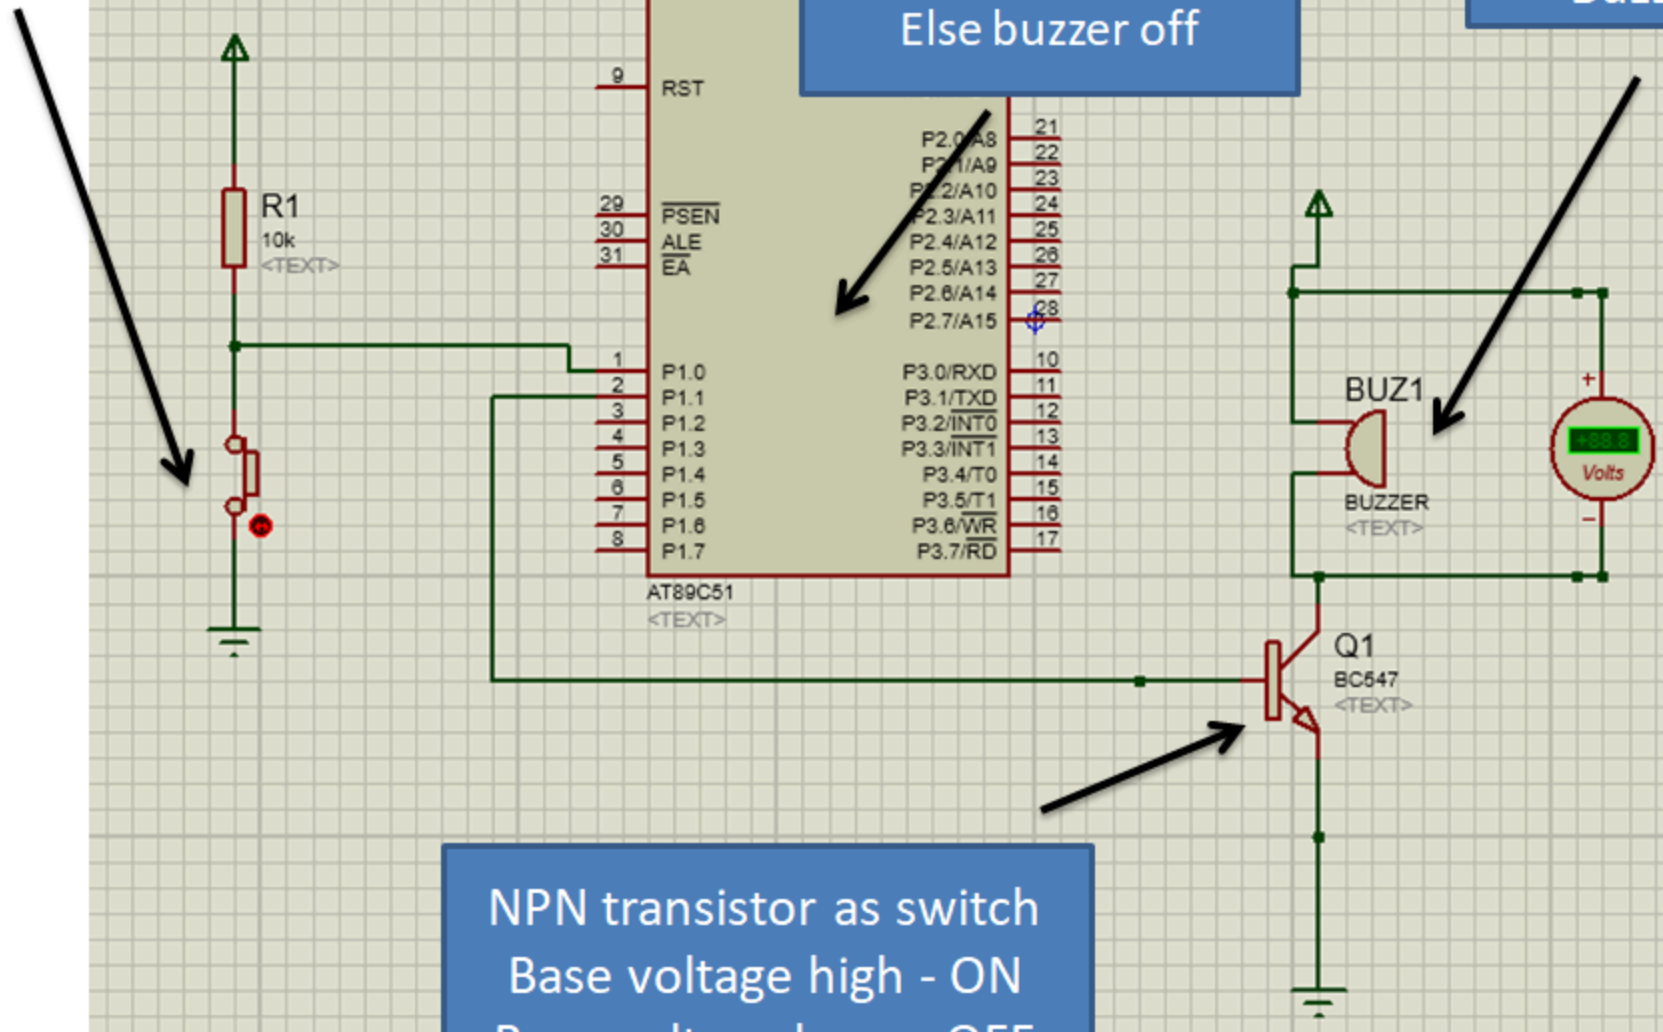 Else buzzer off
9
RST
R1
10k
<TEXT>
29
PSEN
30
ALE
31
EA
P2.0/A8
21
P2.1/A9
22
P2.2/A10
23
P2.3/A11
24
P2.4/A12
25
P2.5/A13
26
P2.6/A14
27
P2.7/A15
28
1
P1.0
2
P1.1
3
P1.2
4
P1.3
5
P1.4
6
P1.5
7
P1.6
8
P1.7
P3.0/RXD
10
P3.1/TXD
11
P3.2/INT0
12
P3.3/INT1
13
P3.4/T0
14
P3.5/T1
15
P3.6/WR
16
P3.7/RD
17
AT89C51
<TEXT>
BUZ1
BUZZER
<TEXT>
+
+88.8
Volts
−
Q1
BC547
<TEXT>
NPN transistor as switch
Base voltage high - ON